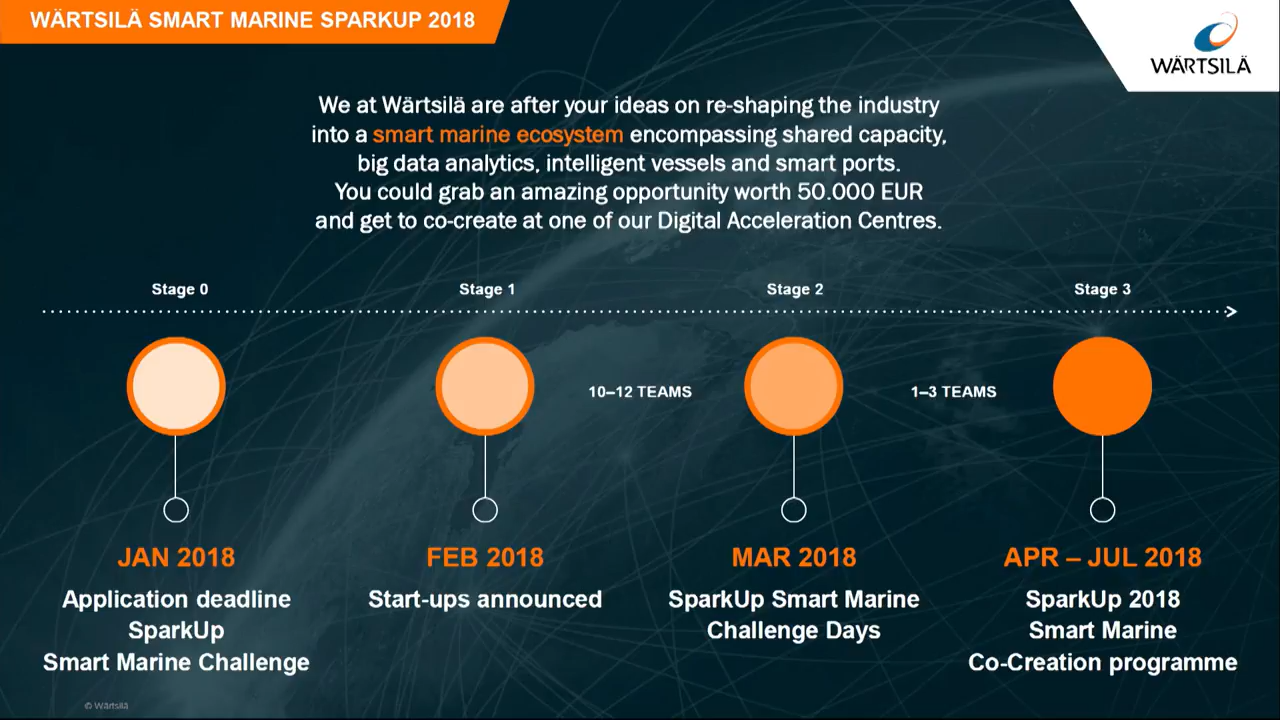 WÄRTSILÄ SMART MARINE SPARKUP 2018
WÄRTSILÄ
We at Wärtsilä are after your ideas on re-shaping the industry
into a smart marine ecosystem encompassing shared capacity,
big data analytics, intelligent vessels and smart ports.
You could grab an amazing opportunity worth 50.000 EUR
and get to co-create at one of our Digital Acceleration Centres.
Stage 0
Stage 1
Stage 2
Stage 3
10–12 TEAMS
1–3 TEAMS
JAN 2018
Application deadline
SparkUp
Smart Marine Challenge
FEB 2018
Start-ups announced
MAR 2018
SparkUp Smart Marine
Challenge Days
APR – JUL 2018
SparkUp 2018
Smart Marine
Co-Creation programme
© Wärtsilä